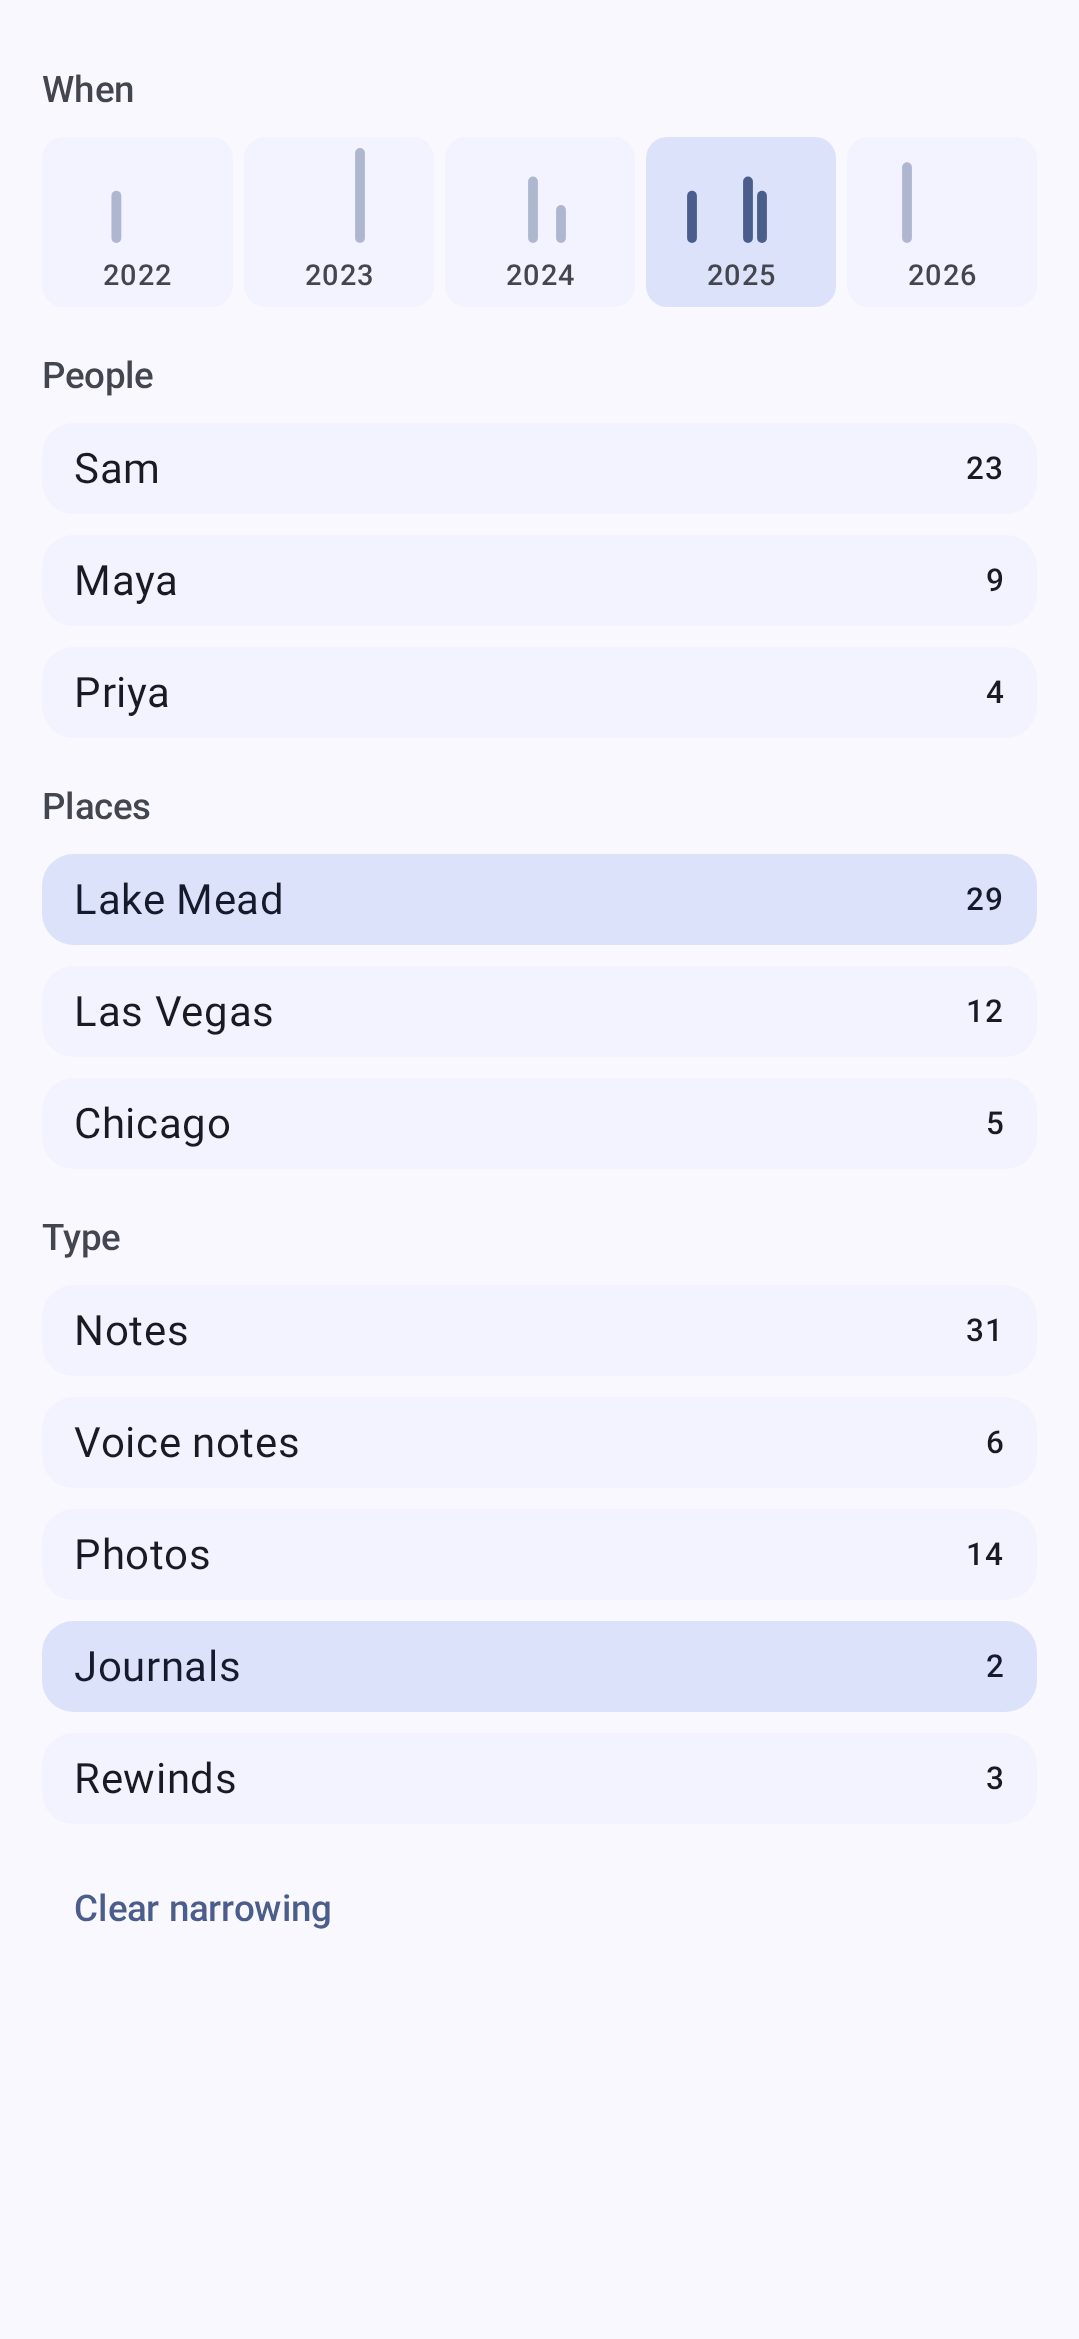 When
2022 2023 2024 2025 2026
People
Sam 23
Maya 9
Priya 4
Places
Lake Mead 29
Las Vegas 12
Chicago 5
Type
Notes 31
Voice notes 6
Photos 14
Journals 2
Rewinds 3
Clear narrowing